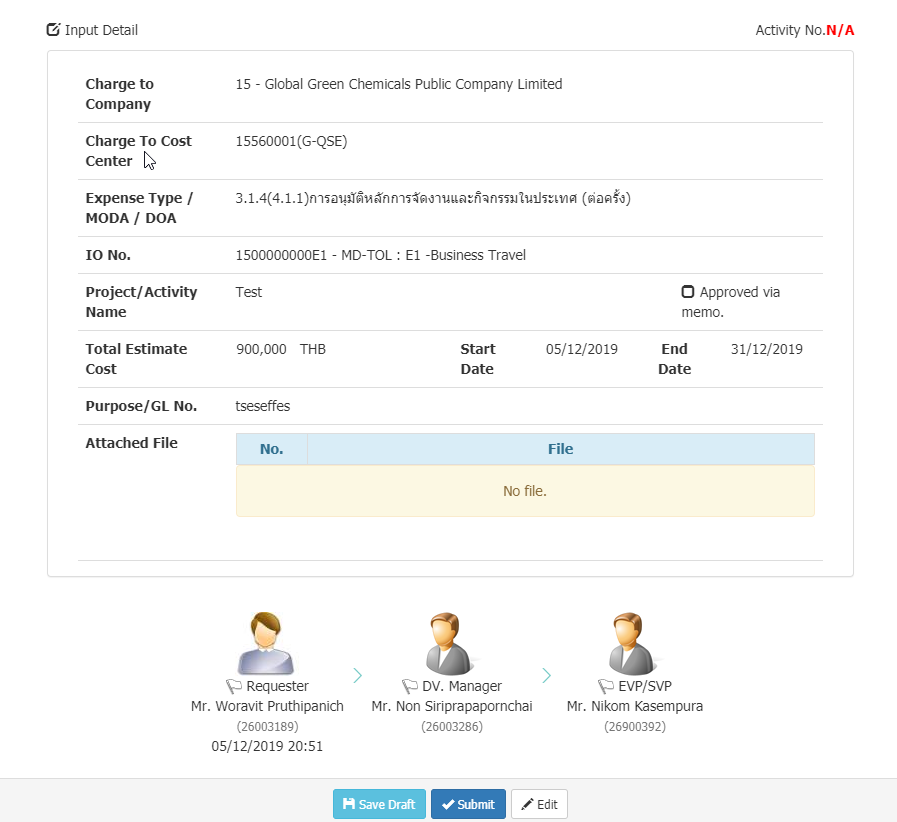 Input Detail
Activity No.N/A
Charge to
Company
15 - Global Green Chemicals Public Company Limited
Charge To Cost
Center
15560001(G-QSE)
Expense Type /
MODA / DOA
3.1.4(4.1.1)การอนุมัติหลักการจัดงานและกิจกรรมในประเทศ (ต่อครั้ง)
IO No.
1500000000E1 - MD-TOL : E1 -Business Travel
Project/Activity
Name
Test
Approved via
memo.
Total Estimate
Cost
900,000 THB
Start
Date
05/12/2019
End
Date
31/12/2019
Purpose/GL No.
tseseffes
Attached File
No. File
No file.
Requester
Mr. Woravit Pruthipanich
(26003189)
05/12/2019 20:51
DV. Manager
Mr. Non Siriprapapornchai
(26003286)
EVP/SVP
Mr. Nikom Kasempura
(26900392)
Save Draft
Submit
Edit